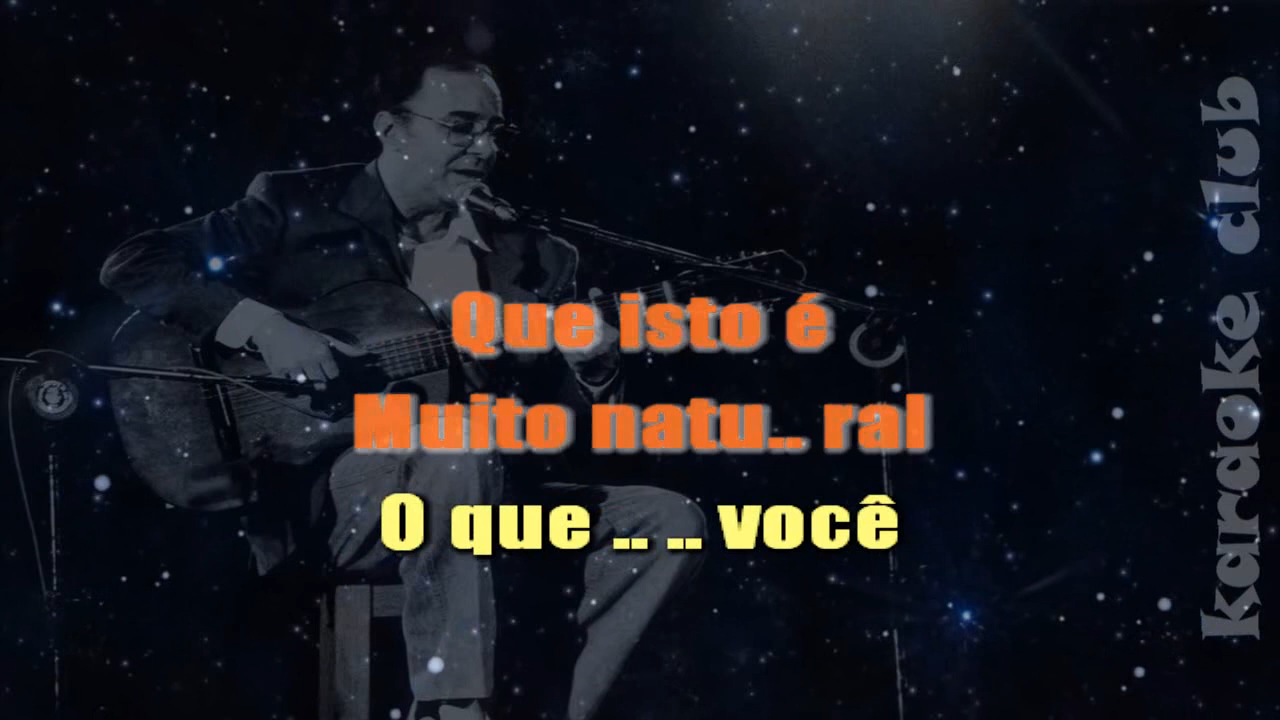 Que isto é
Muito natu.. ral
O que .. .. você
karaoke club